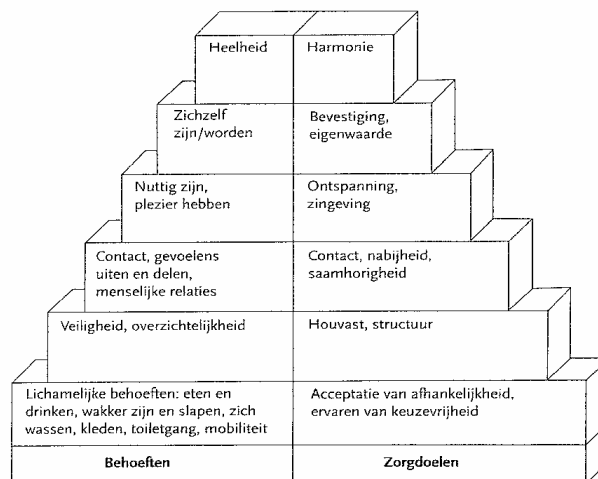 Heelheid
Harmonie
Zichzelf
zijn/worden
Bevestiging,
eigenwaarde
Nuttig zijn,
plezier hebben
Ontspanning,
zingeving
Contact, gevoelens
uiten en delen,
menselijke relaties
Contact, nabijheid,
saamhorigheid
Veiligheid, overzichtelijkheid
Houvast, structuur
Lichamelijke behoeften: eten en
drinken, wakker zijn en slapen, zich
wassen, kleden, toiletgang, mobiliteit
Acceptatie van afhankelijkheid,
ervaren van keuzevrijheid
Behoeften
Zorgdoelen